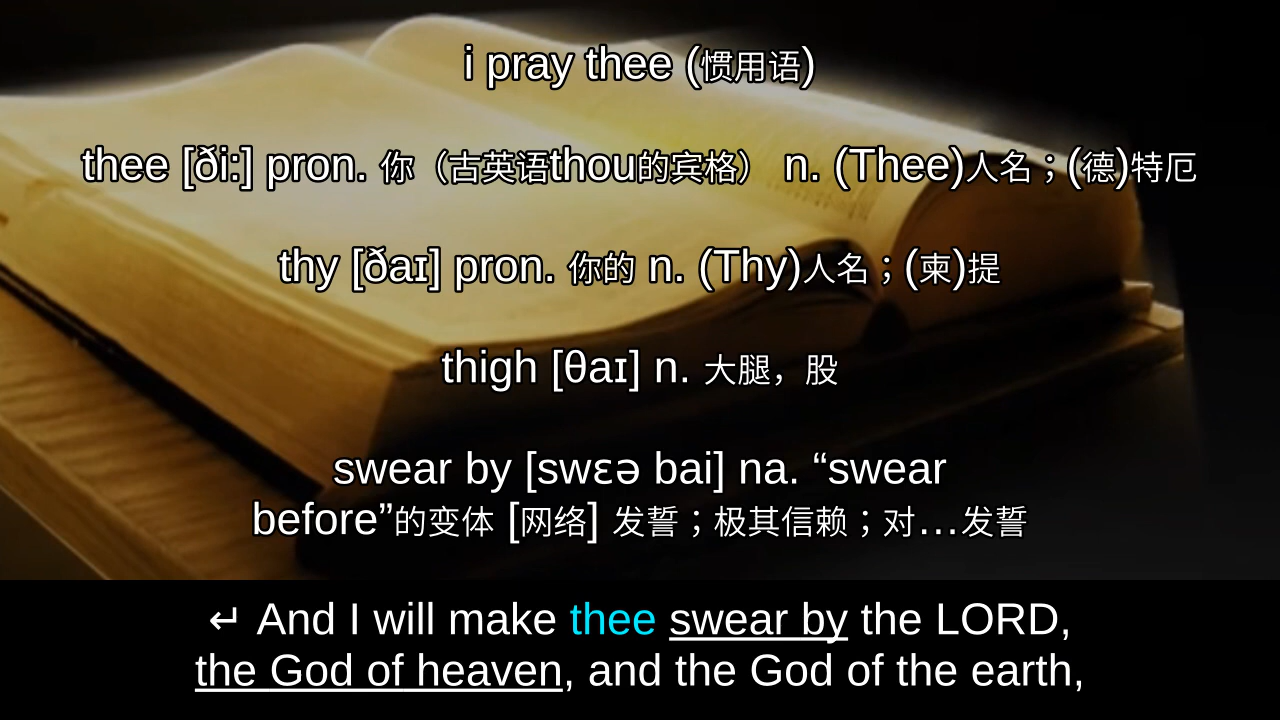 i pray thee (惯用语)
thee [ði:] pron. 你（古英语thou的宾格） n. (Thee)人名；(德)特厄
thy [ðaɪ] pron. 你的 n. (Thy)人名；(柬)提
thigh [θaɪ] n. 大腿，股
swear by [swɛə bai] na. “swear
before”的变体 [网络] 发誓；极其信赖；对…发誓
↵ And I will make thee swear by the LORD,
the God of heaven, and the God of the earth,